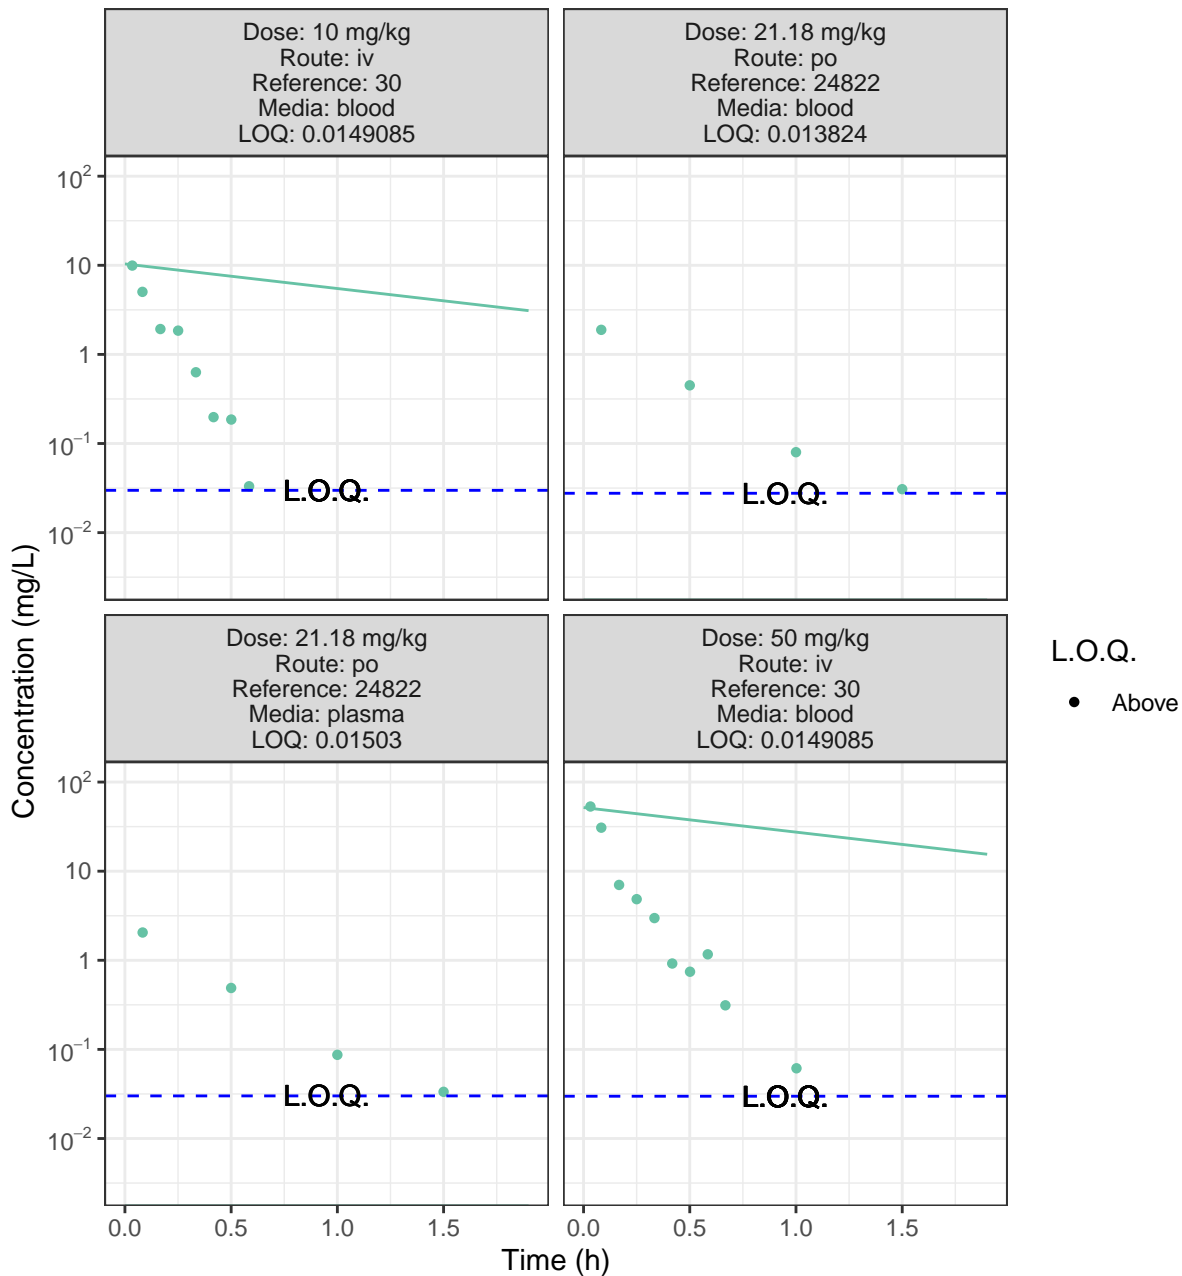 Dose: 10 mg/kg
Route: iv
Reference: 30
Media: blood
LOQ: 0.0149085
Dose: 21.18 mg/kg
Route: po
Reference: 24822
Media: blood
LOQ: 0.013824
10²
10
1
10⁻¹
10⁻²
L.O.Q.
L.O.Q.
Dose: 21.18 mg/kg
Route: po
Reference: 24822
Media: plasma
LOQ: 0.01503
Dose: 50 mg/kg
Route: iv
Reference: 30
Media: blood
LOQ: 0.0149085
10²
10
1
10⁻¹
10⁻²
L.O.Q.
L.O.Q.
0.0 0.5 1.0 1.5
0.0 0.5 1.0 1.5
Time (h)
Concentration (mg/L)
L.O.Q.
Above